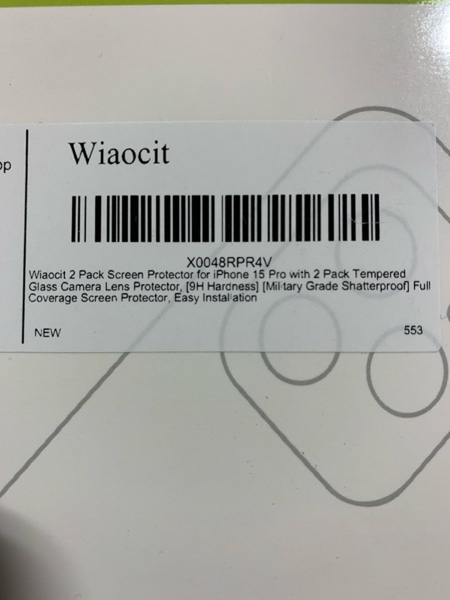 Wiaocit
X0048RPR4V
Wiaocit 2 Pack Screen Protector for iPhone 15 Pro with 2 Pack Tempered
Glass Camera Lens Protector, [9H Hardness] [Military Grade Shatterproof] Full
Coverage Screen Protector, Easy Installation
NEW
553